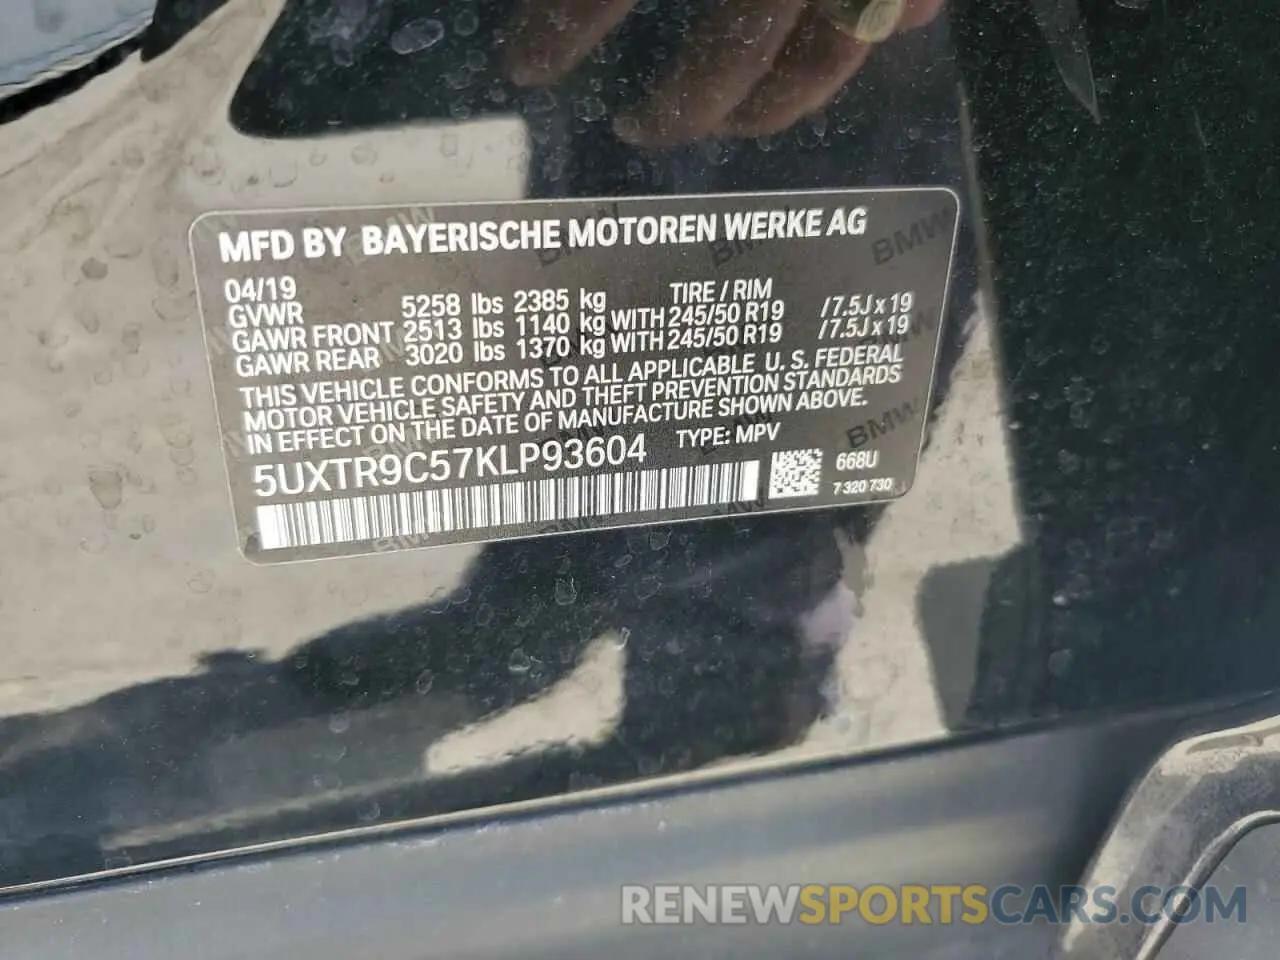 MFD BY BAYERISCHE MOTOREN WERKE AG
04/19 TIRE / RIM
GVWR 5258 lbs 2385 kg
GAWR FRONT 2513 lbs 1140 kg WITH 245/50 R19 /7.5J x 19
GAWR REAR 3020 lbs 1370 kg WITH 245/50 R19 /7.5J x 19
THIS VEHICLE CONFORMS TO ALL APPLICABLE U. S. FEDERAL
MOTOR VEHICLE SAFETY AND THEFT PREVENTION STANDARDS
IN EFFECT ON THE DATE OF MANUFACTURE SHOWN ABOVE.
5UXTR9C57KLP93604 TYPE: MPV
668U
7 320 730
RENEWSPORTSCARS.COM